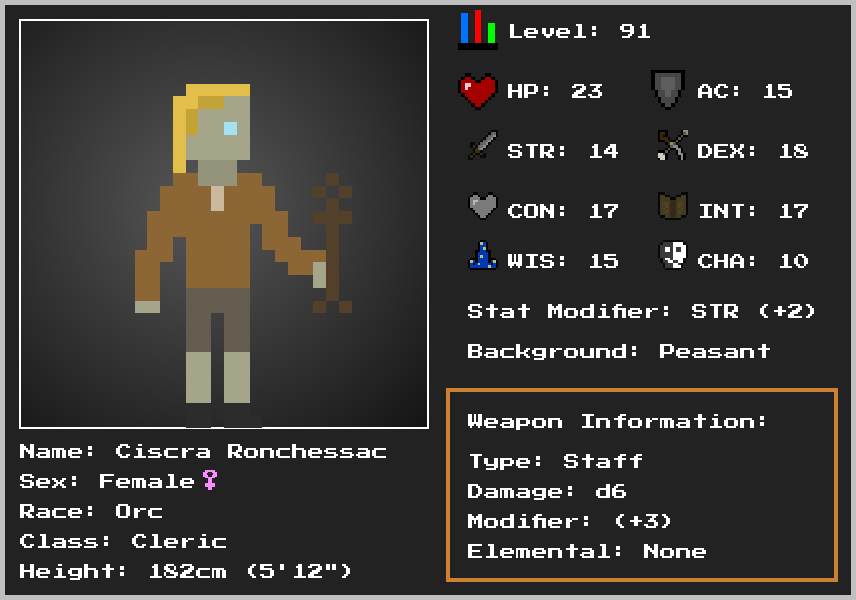 Level: 91
HP: 23 AC: 15
STR: 14 DEX: 18
CON: 17 INT: 17
WIS: 15 CHA: 10
Stat Modifier: STR (+2)
Background: Peasant
Weapon Information:
Type: Staff
Damage: d6
Modifier: (+3)
Elemental: None
Name: Ciscra Ronchessac
Sex: Female♀
Race: Orc
Class: Cleric
Height: 182cm (5'12")